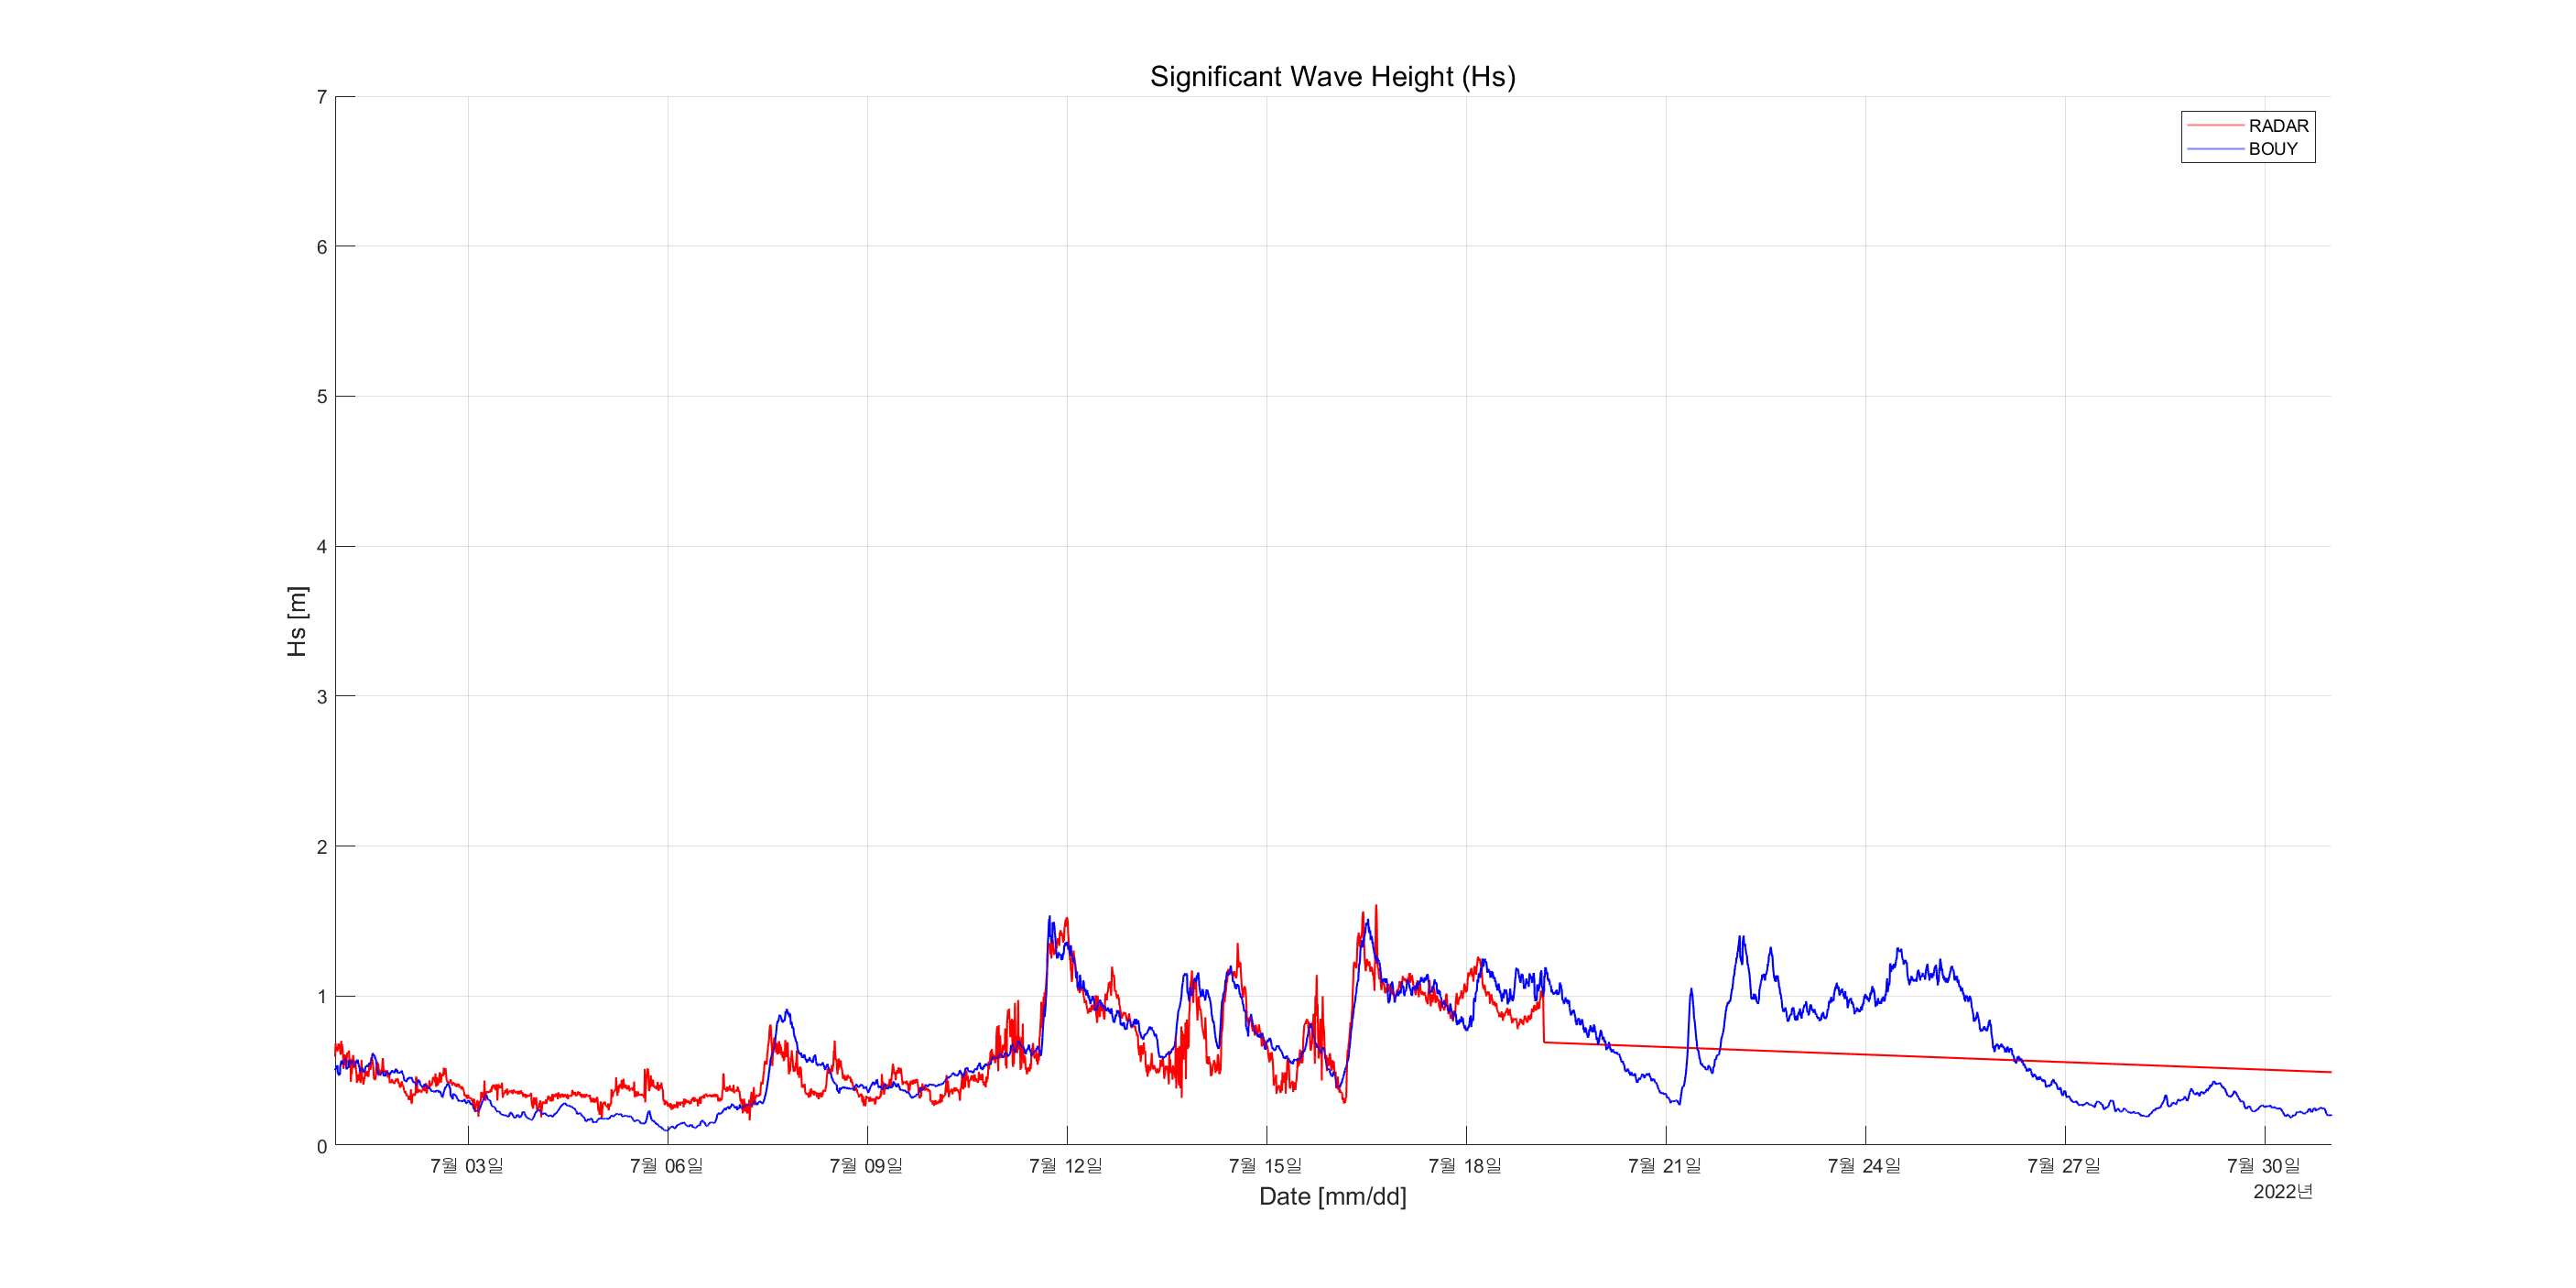 Significant Wave Height (Hs)
RADAR
BOUY
7
6
5
4
3
2
1
0
Hs [m]
7월 03일
7월 06일
7월 09일
7월 12일
7월 15일
7월 18일
7월 21일
7월 24일
7월 27일
7월 30일
2022년
Date [mm/dd]